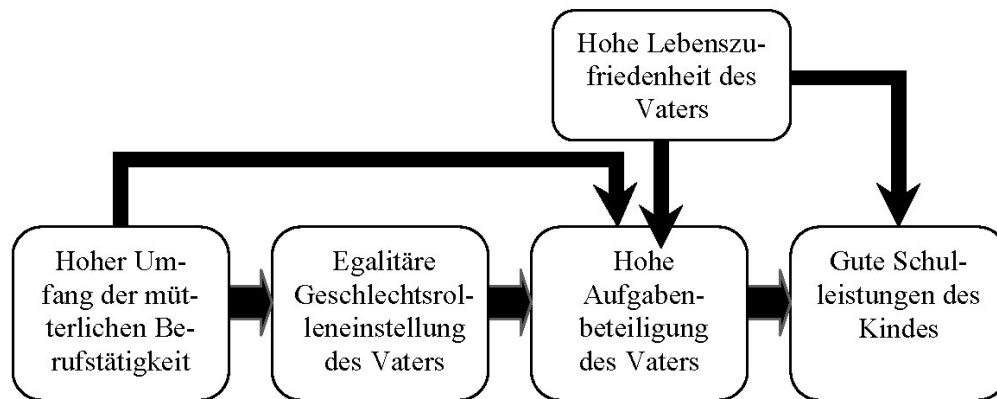 Hohe Lebenszu-
friedenheit des
Vaters
Hoher Um-
fang der müt-
terlichen Be-
rufstätigkeit
Egalitäre
Geschlechtsrol-
leneinstellung
des Vaters
Hohe
Aufgaben-
beteiligung
des Vaters
Gute Schul-
leistungen des
Kindes